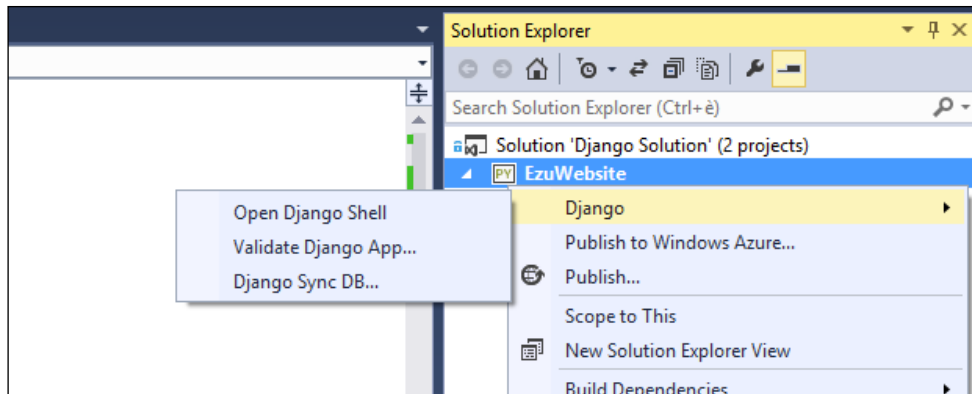 Solution Explorer
Search Solution Explorer (Ctrl+è)
Solution 'Django Solution' (2 projects)
PY EzuWebsite
Django
Open Django Shell
Validate Django App...
Django Sync DB...
Publish to Windows Azure...
Publish...
Scope to This
New Solution Explorer View
Build Dependencies